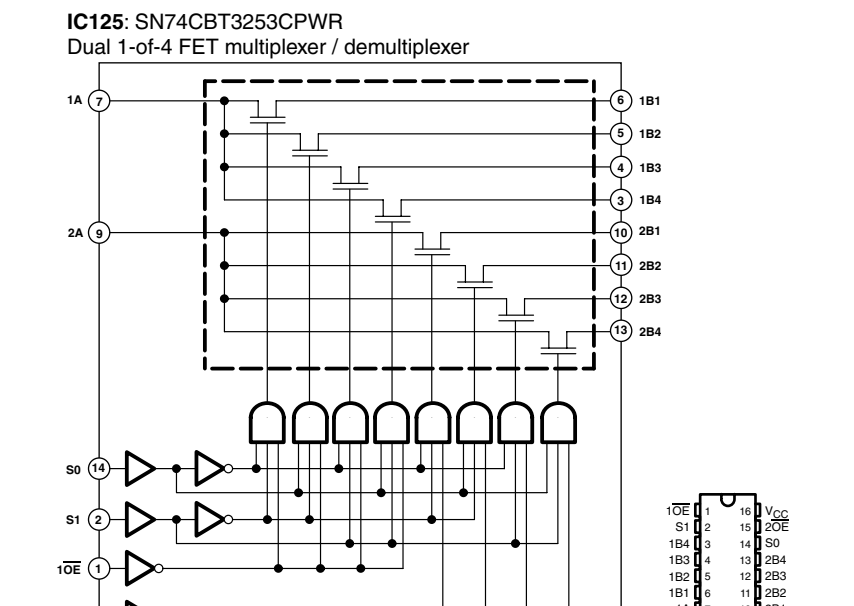 IC125: SN74CBT3253CPWR
Dual 1-of-4 FET multiplexer / demultiplexer
1A 7 6 1B1
5 1B2
4 1B3
3 1B4
2A 9 10 2B1
11 2B2
12 2B3
13 2B4
S0 14
S1 2
1OE 1
1OE 1 16 VCC
S1 2 15 2OE
1B4 3 14 S0
1B3 4 13 2B4
1B2 5 12 2B3
1B1 6 11 2B2